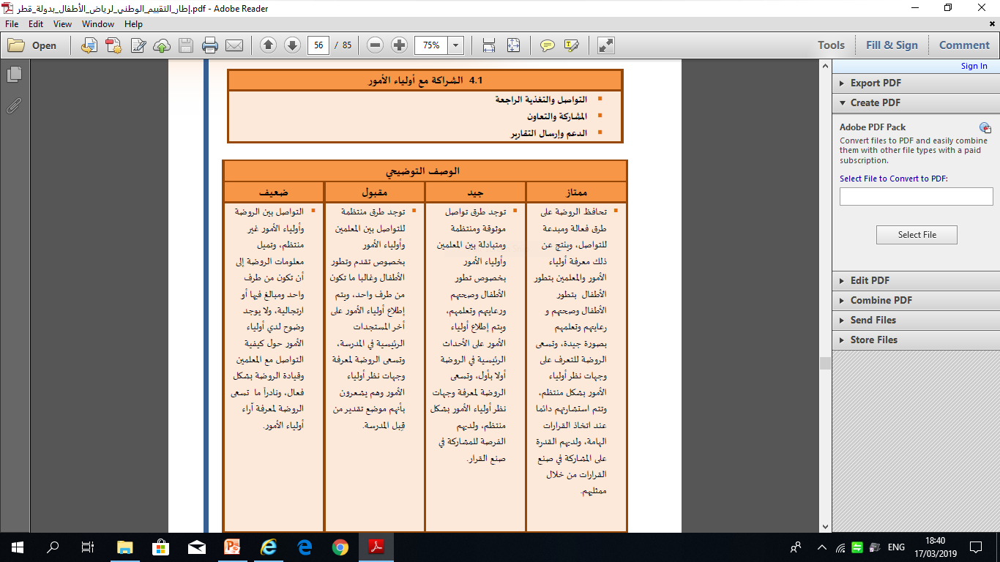 إطار_التقييم_الوطني_لرياض_الأطفال_بدولة_قطر.pdf - Adobe Reader
File Edit View Window Help
Open 56 / 85 75% Tools Fill & Sign Comment
Sign In
Export PDF
Create PDF
Adobe PDF Pack
Convert files to PDF and easily combine
them with other file types with a paid
subscription.
Select File to Convert to PDF:
Select File
Edit PDF
Combine PDF
Send Files
Store Files
4.1 الشراكة مع أولياء الأمور
التواصل والتغذية الراجعة
المشاركة والتعاون
الدعم وإرسال التقارير
الوصف التوضيحي
ممتاز
تحافظ الروضة على
طرق فعالة ومبدعة
للتواصل، وينتج عن
ذلك معرفة أولياء
الأمور والمعلمين بتطور
الأطفال بتطور
الأطفال وصحتهم و
رعايتهم وتعلمهم
بصورة جيدة، وتسعى
الروضة للتعرف على
وجهات نظر أولياء
الأمور بشكل منتظم،
وتتم استشارتهم دائما
عند اتخاذ القرارات
الهامة، ولديهم القدرة
على المشاركة في صنع
القرارات من خلال
ممثليهم.
جيد
توجد طرق تواصل
موثوقة ومنتظمة
ومتبادلة بين المعلمين
وأولياء الأمور
بخصوص تطور
الأطفال وصحتهم
ورعايتهم وتعلمهم،
ويتم إطلاع أولياء
الأمور على الأحداث
الرئيسية في الروضة
أولا بأول، وتسعى
الروضة لمعرفة وجهات
نظر أولياء الأمور بشكل
منتظم، ولديهم
الفرصة للمشاركة في
صنع القرار.
مقبول
توجد طرق منتظمة
للتواصل بين المعلمين
وأولياء الأمور
بخصوص تقدم وتطور
الأطفال وغالبا ما تكون
من طرف واحد، ويتم
إطلاع أولياء الأمور على
أخر المستجدات
الرئيسية في المدرسة،
وتسعى الروضة لمعرفة
وجهات نظر أولياء
الأمور وهم يشعرون
بأنهم موضع تقدير من
قِبل المدرسة.
ضعيف
التواصل بين الروضة
وأولياء الأمور غير
منتظم، وتميل
معلومات الروضة إلى
أن تكون من طرف
واحد ومبالغ فيها أو
ارتجالية، ولا يوجد
وضوح لدي أولياء
الأمور حول كيفية
التواصل مع المعلمين
وقيادة الروضة بشكل
فعال، ونادراً ما تسعى
الروضة لمعرفة أراء
أولياء الأمور.
ENG
18:40
17/03/2019